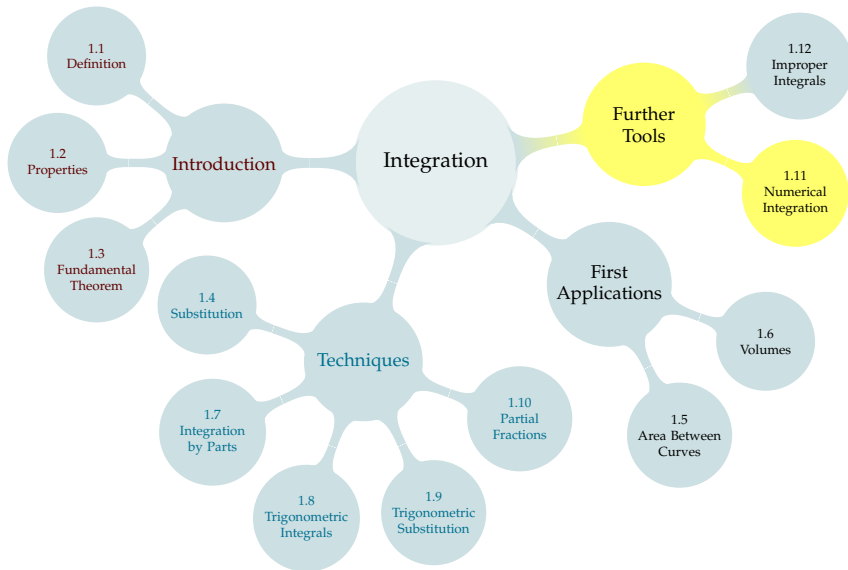 Integration
Introduction
1.1
Definition
1.2
Properties
1.3
Fundamental
Theorem
Techniques
1.4
Substitution
1.7
Integration
by Parts
1.8
Trigonometric
Integrals
1.9
Trigonometric
Substitution
1.10
Partial
Fractions
First
Applications
1.5
Area Between
Curves
1.6
Volumes
Further
Tools
1.11
Numerical
Integration
1.12
Improper
Integrals